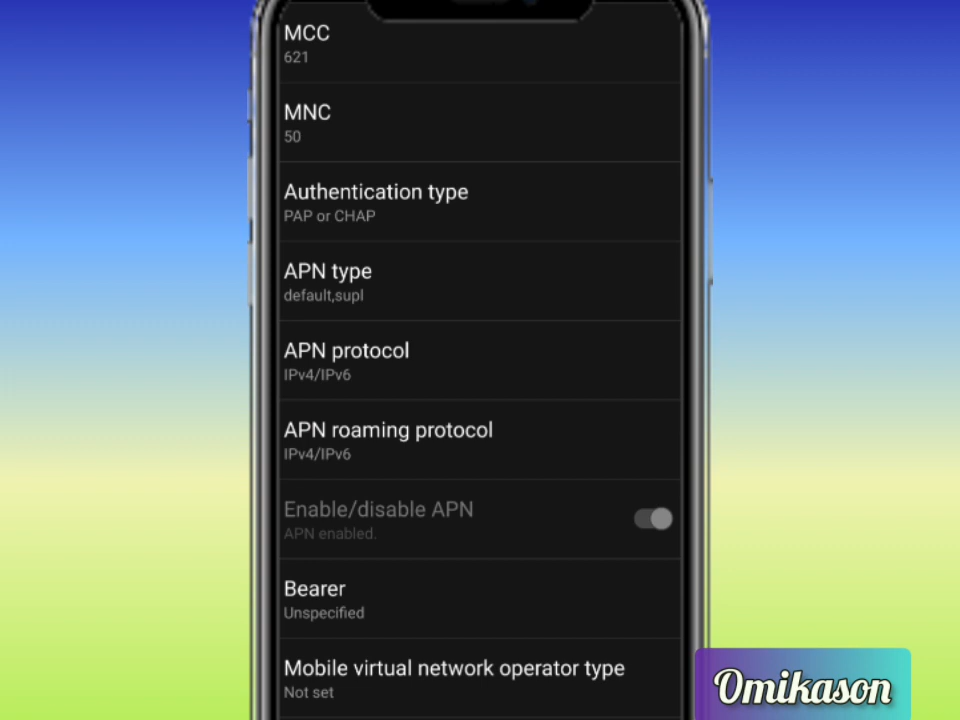 MCC
621
MNC
50
Authentication type
PAP or CHAP
APN type
default,supl
APN protocol
IPv4/IPv6
APN roaming protocol
IPv4/IPv6
Enable/disable APN
APN enabled.
Bearer
Unspecified
Mobile virtual network operator type
Not set
Omikason